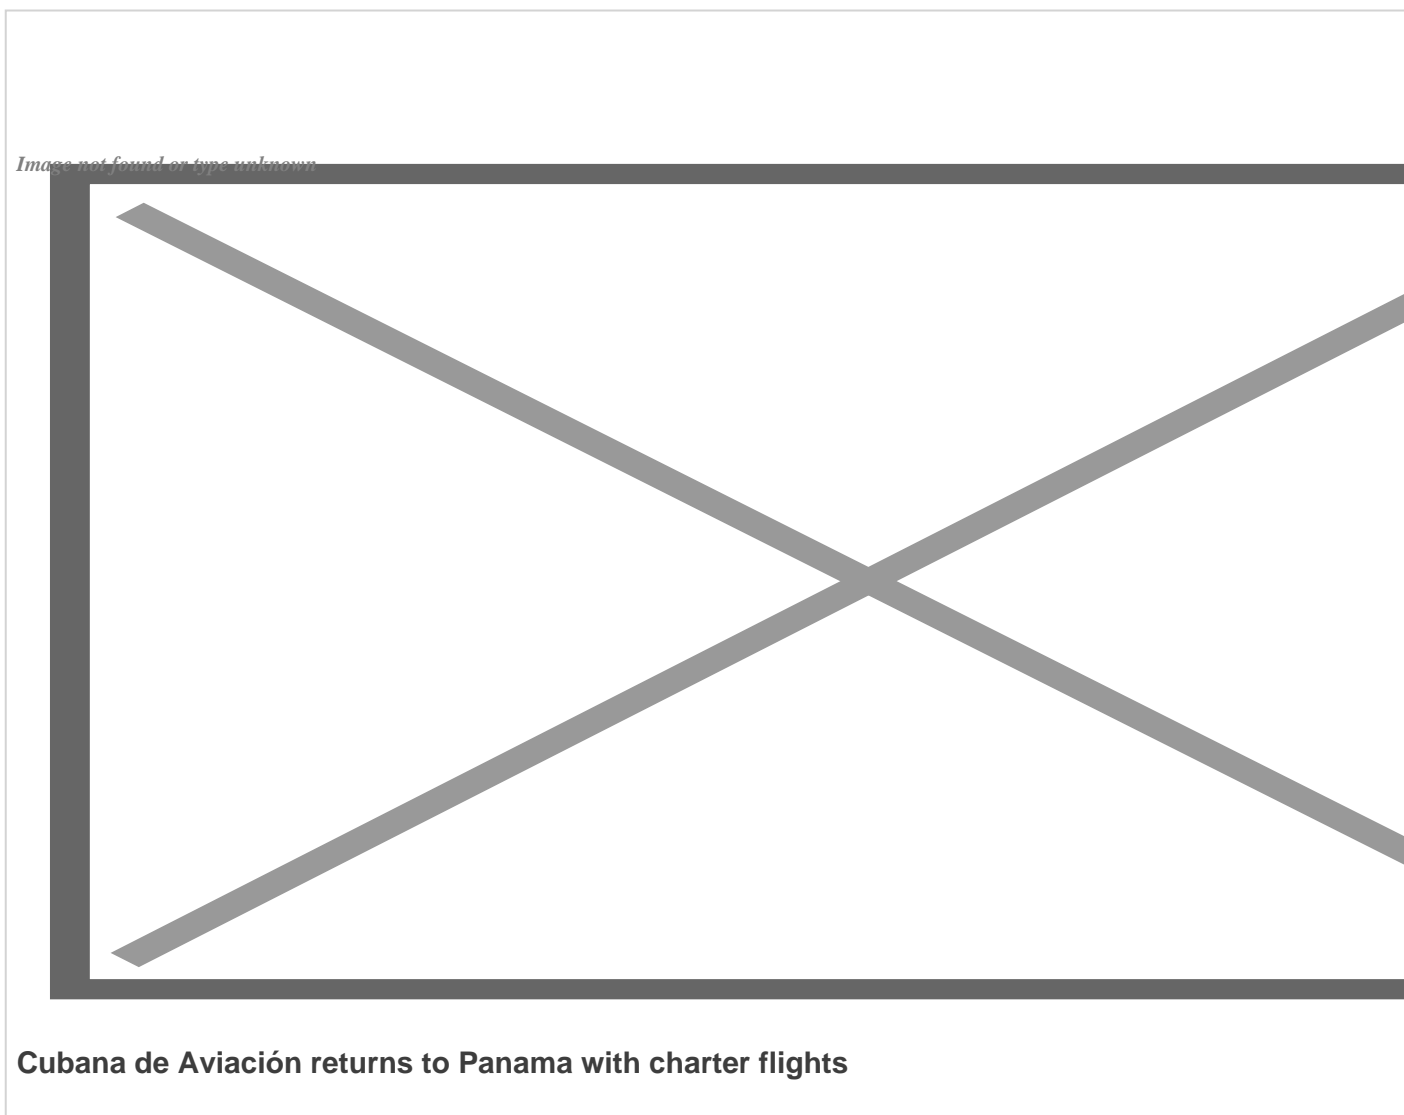 Image not found or type unknown
Cubana de Aviación returns to Panama with charter flights